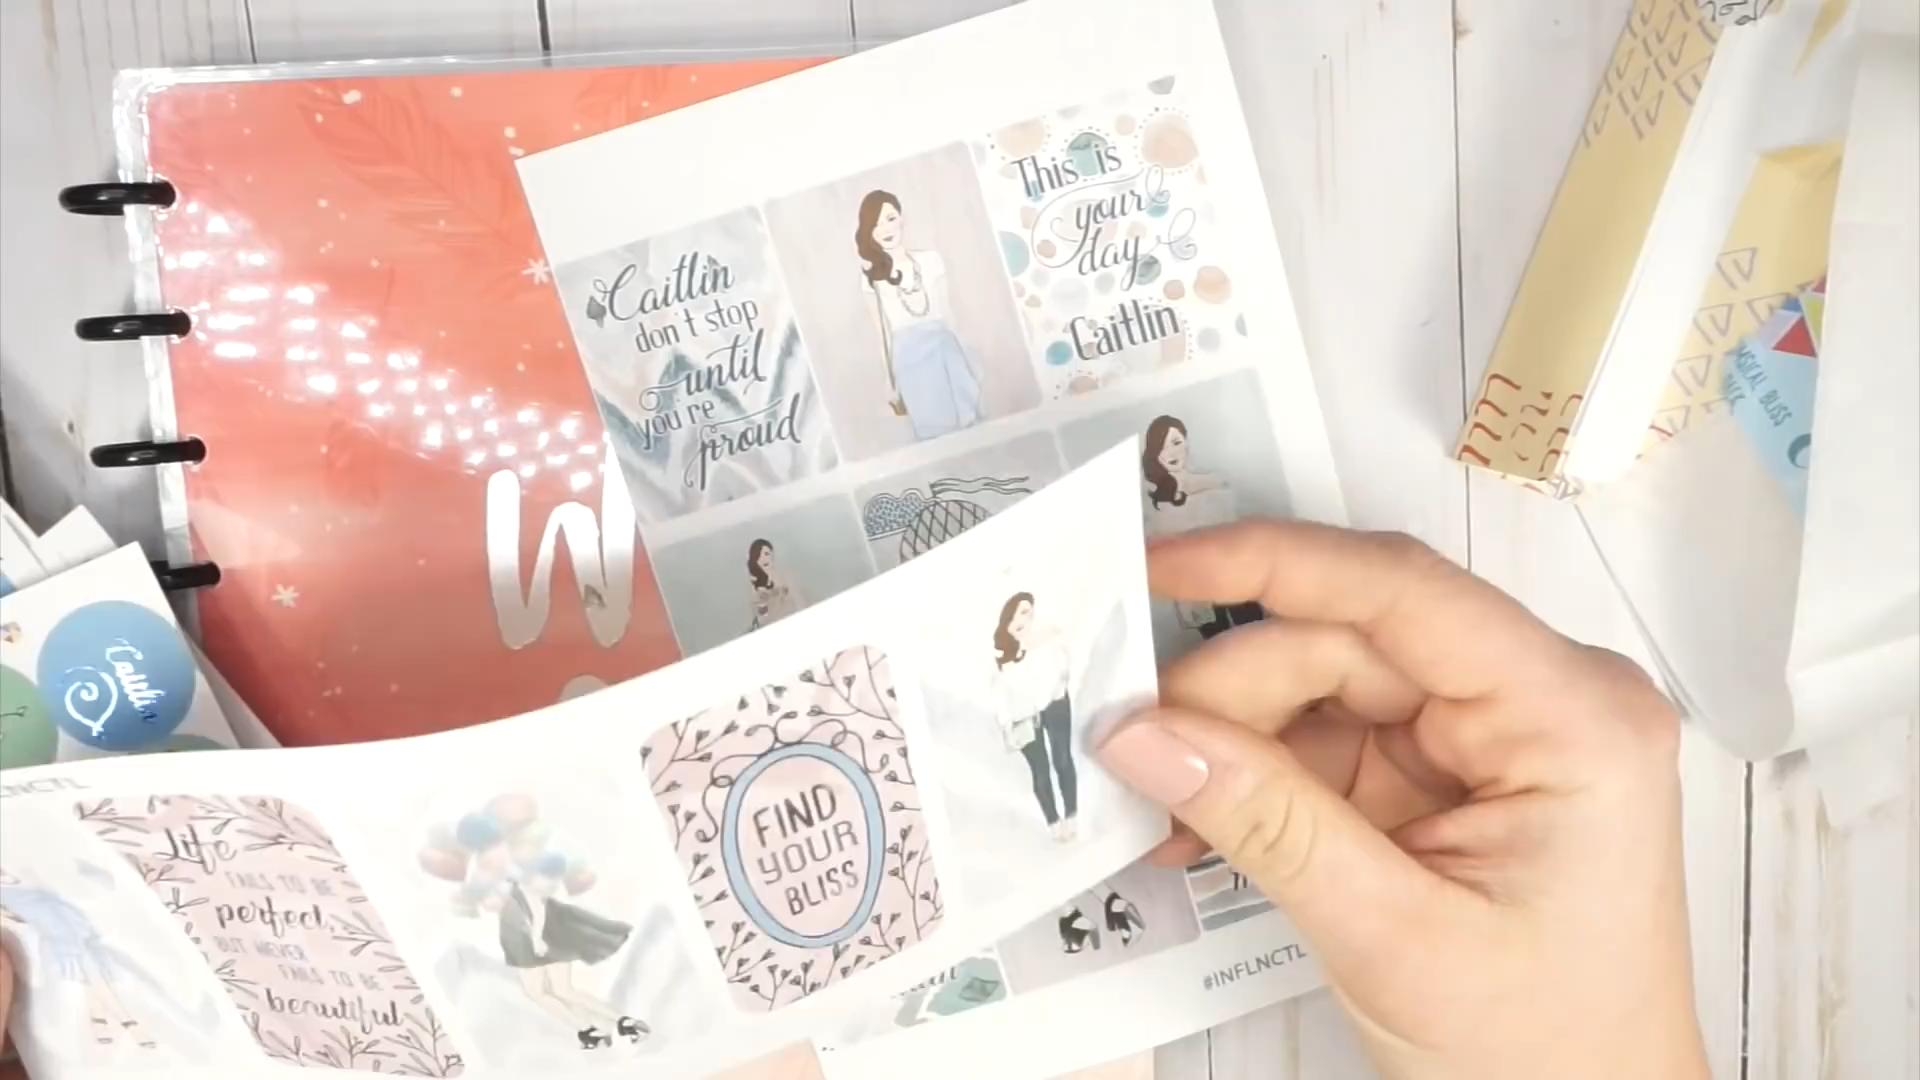 Caitlin
don't stop
until
you're
proud
This is
your
day
Caitlin
W
BLISS
Caitlin
Life
FAILS TO BE
perfect,
BUT NEVER
FAILS TO BE
beautiful
FIND
YOUR
BLISS
#INFLNCTL